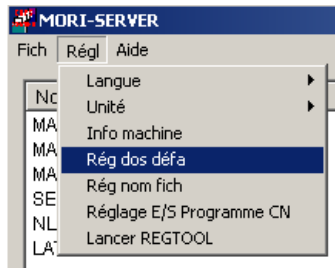 MORI-SERVER
Fich Régl Aide
Langue
Unité
Info machine
Rég dos défa
Rég nom fich
Réglage E/S Programme CN
Lancer REGTOOL
No
MA
MA
MA
SE
NL
LA